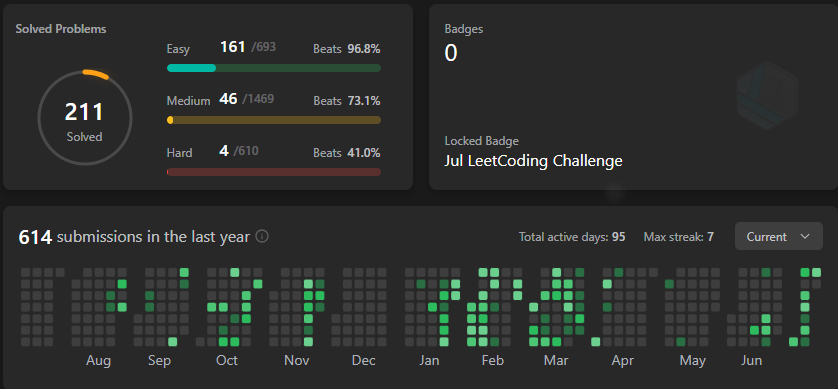 Solved Problems
211
Solved
Easy 161 /693 Beats 96.8%
Medium 46 /1469 Beats 73.1%
Hard 4 /610 Beats 41.0%
Badges
0
Locked Badge
Jul LeetCoding Challenge
614 submissions in the last year Total active days: 95 Max streak: 7 Current
Aug Sep Oct Nov Dec Jan Feb Mar Apr May Jun